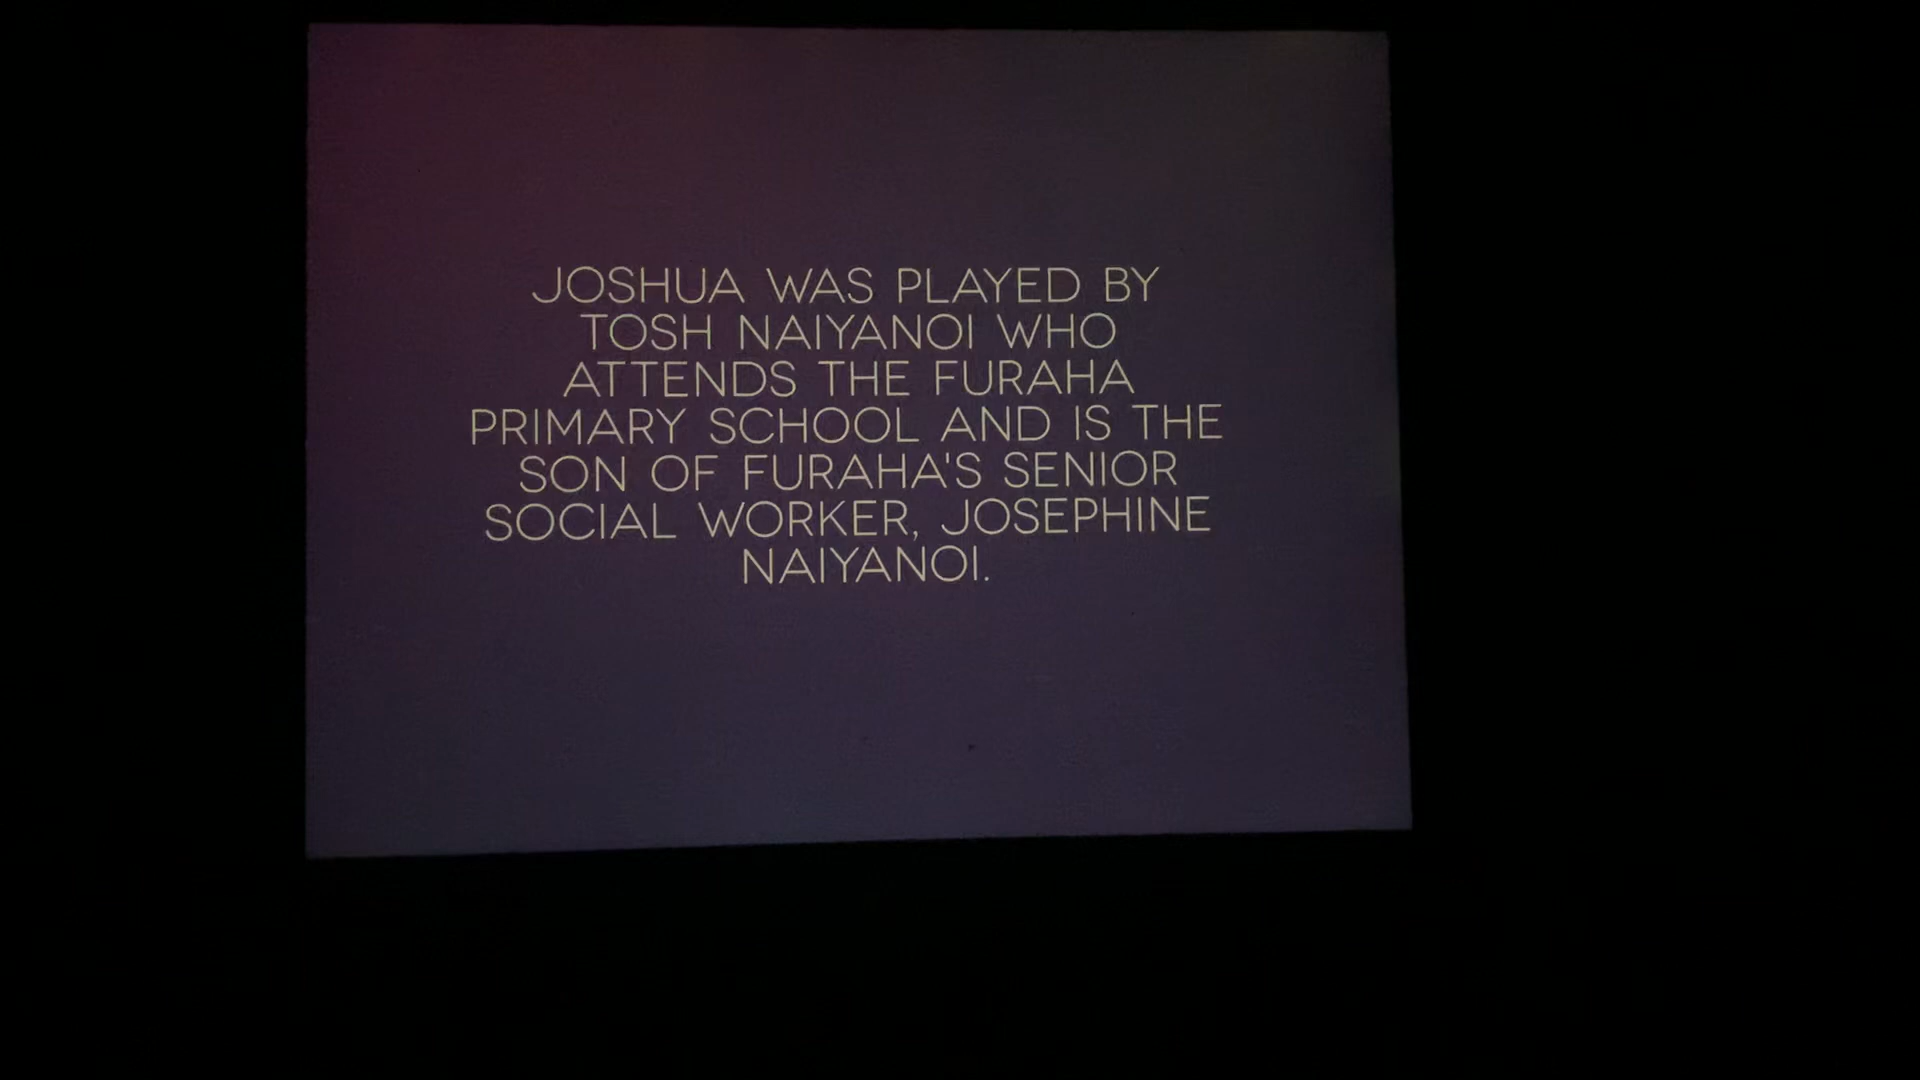 JOSHUA WAS PLAYED BY
TOSH NAIYANOI WHO
ATTENDS THE FURAHA
PRIMARY SCHOOL AND IS THE
SON OF FURAHA'S SENIOR
SOCIAL WORKER, JOSEPHINE
NAIYANOI.